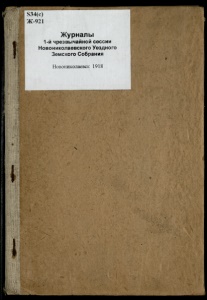 S34(c)
Ж-921
Журналы
1-й чрезвычайной сессии
Новониколаевского Уездного
Земского Собрания
Новониколаевск 1918